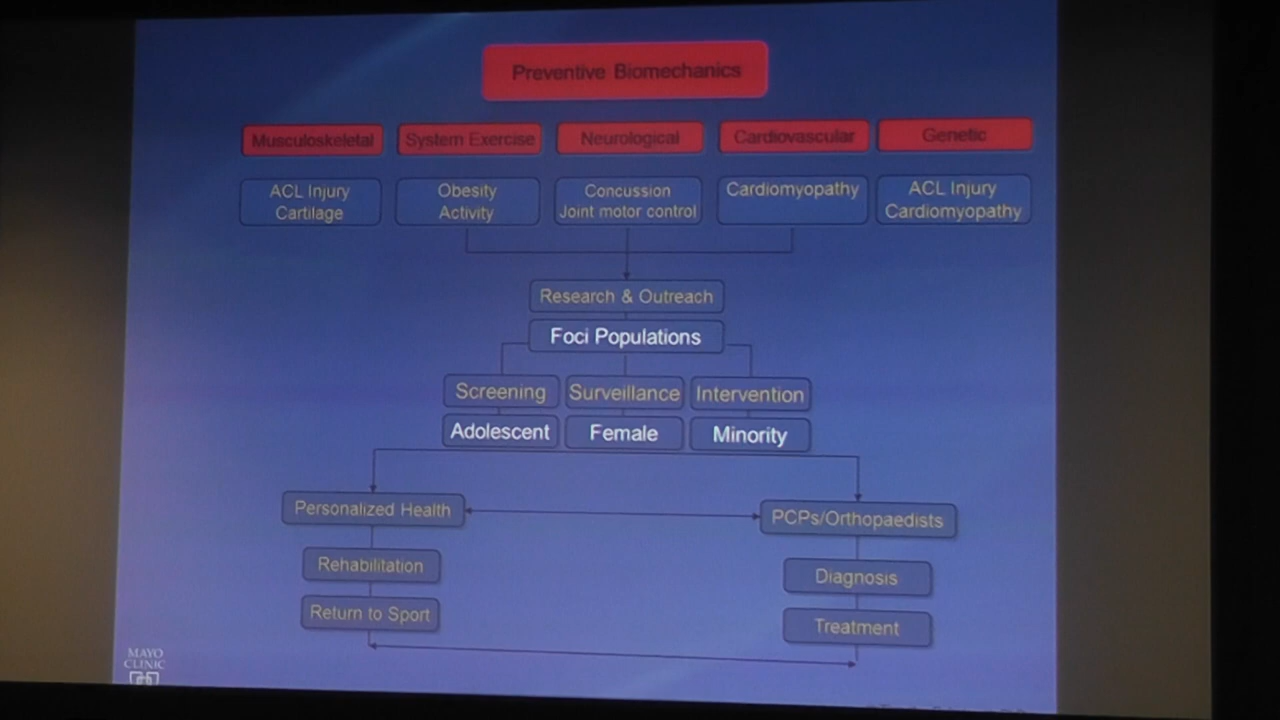 Preventive Biomechanics
Musculoskeletal
System Exercise
Neurological
Cardiovascular
Genetic
ACL Injury
Cartilage
Obesity
Activity
Concussion
Joint motor control
Cardiomyopathy
ACL Injury
Cardiomyopathy
Research & Outreach
Foci Populations
Screening
Surveillance
Intervention
Adolescent
Female
Minority
Personalized Health
PCPs/Orthopaedists
Rehabilitation
Diagnosis
Return to Sport
Treatment
MAYO
CLINIC